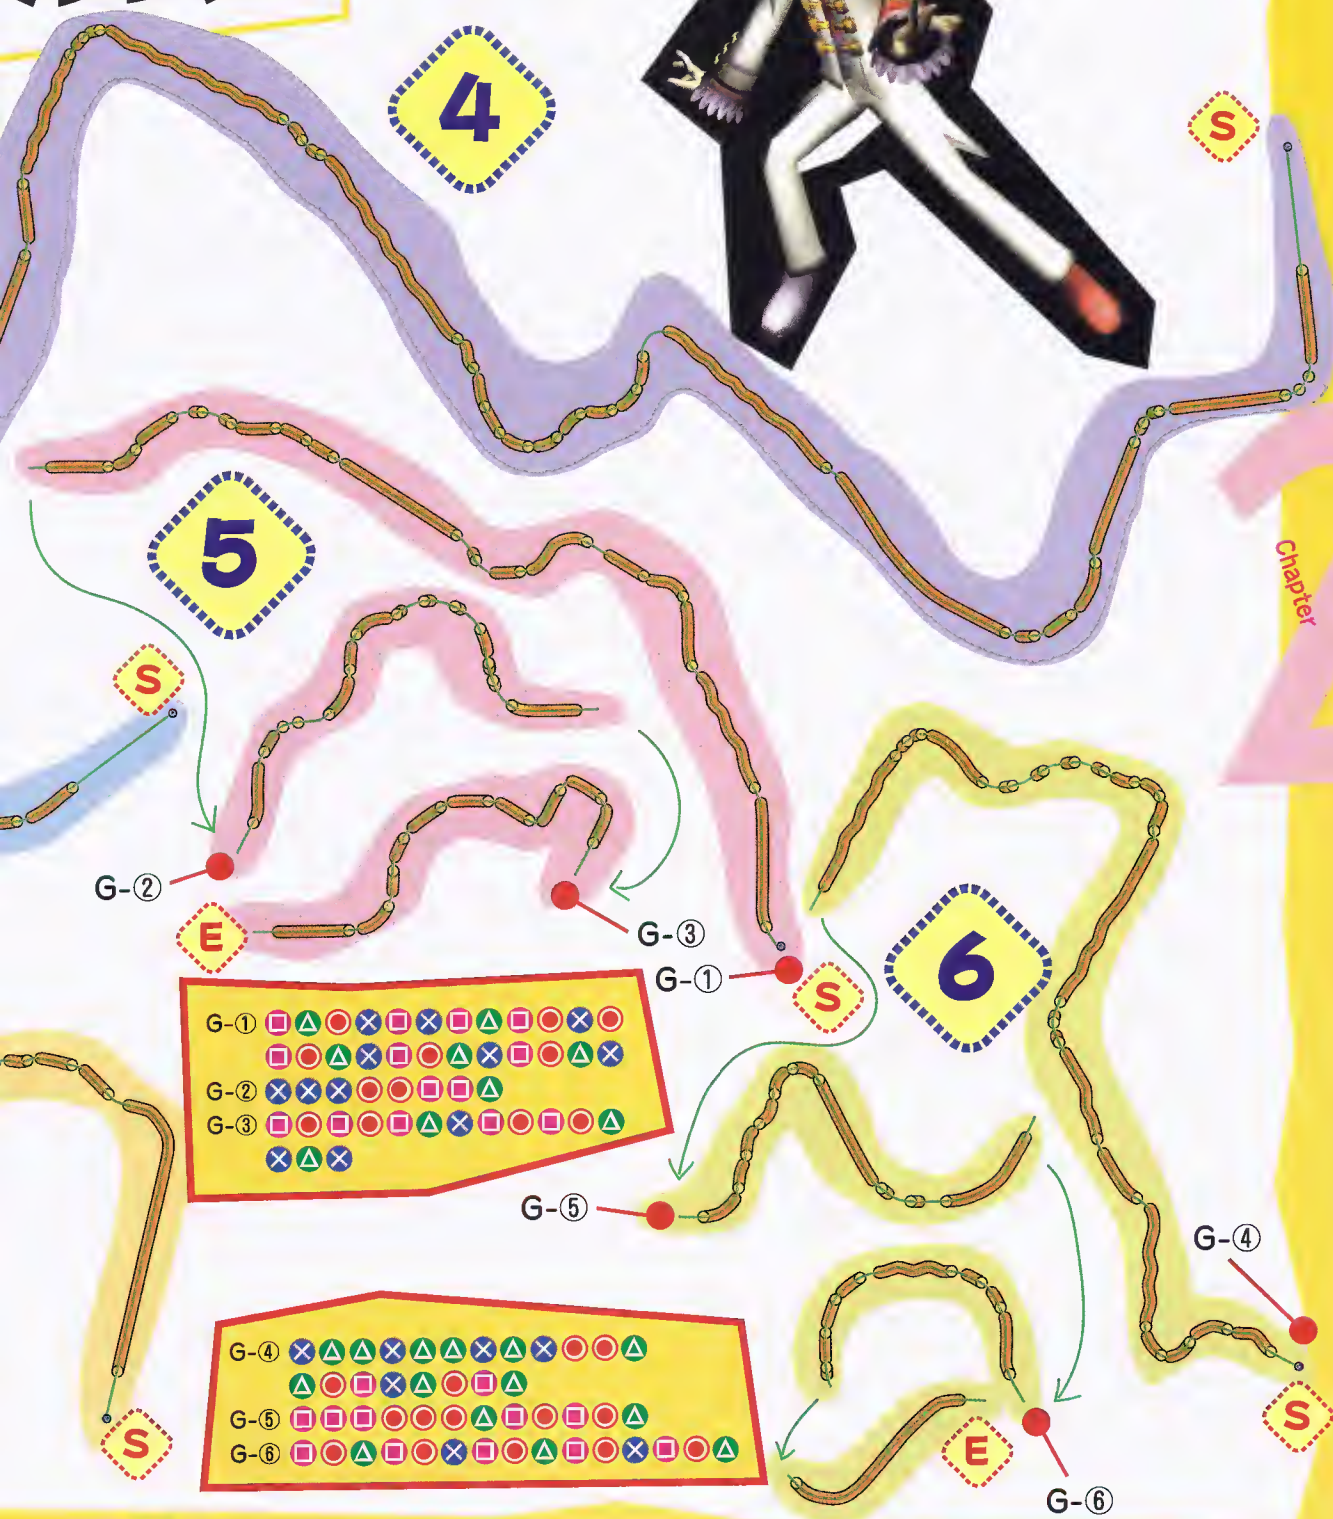 4
S
5
Chapter
S
G-②
E
G-③
G-①
S
6
G-① □△○×□×□△□○×○
□○△×□○△×□○△×
G-② ×××○○□□△
G-③ □○□○□△×□○□○△
×△×
G-⑤
G-④
G-④ ×△△×△△×△×○○△
△○□×△○□△
G-⑤ □□□○○○△□○□○△
G-⑥ □○△□○×□○△□○×□○△
S
E
S
G-⑥